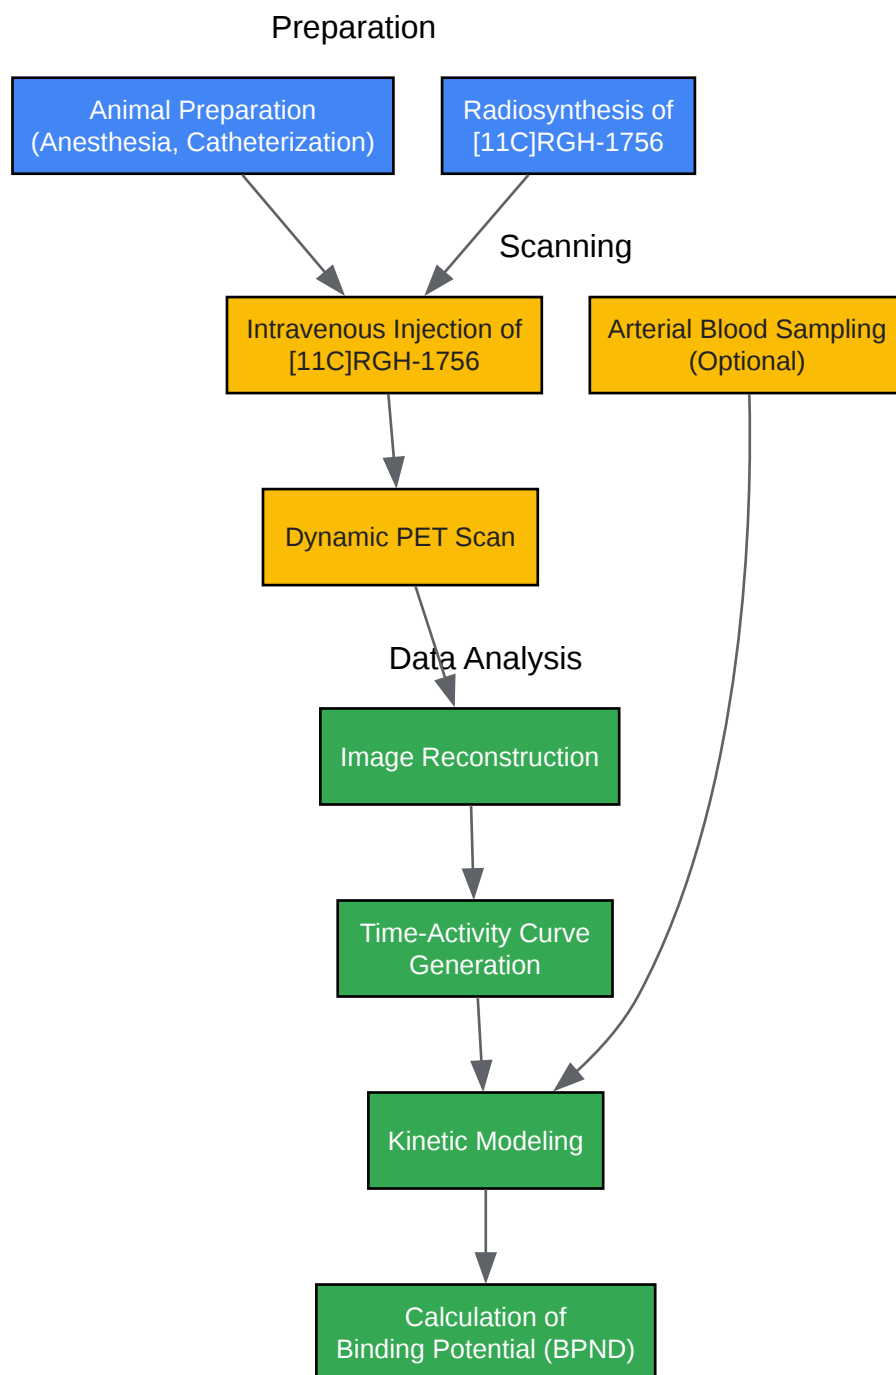 Preparation
Animal Preparation
(Anesthesia, Catheterization)
Radiosynthesis of
[11C]RGH-1756
Scanning
Intravenous Injection of
[11C]RGH-1756
Arterial Blood Sampling
(Optional)
Dynamic PET Scan
Data Analysis
Image Reconstruction
Time-Activity Curve
Generation
Kinetic Modeling
Calculation of
Binding Potential (BPND)